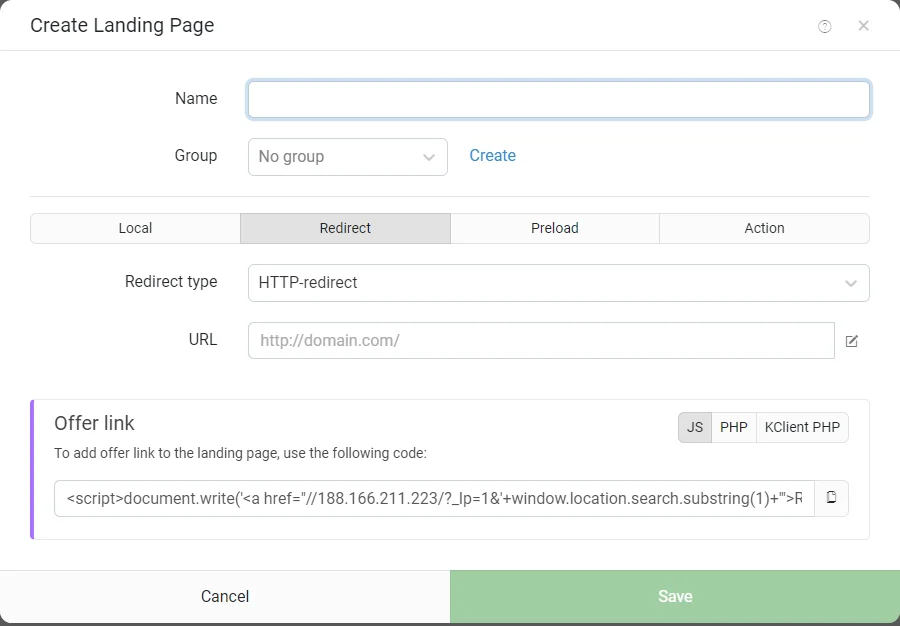 Create Landing Page
Name
Group No group Create
Local Redirect Preload Action
Redirect type HTTP-redirect
URL http://domain.com/
Offer link JS PHP KClient PHP
To add offer link to the landing page, use the following code:
<script>document.write('<a href="//188.166.211.223/?_lp=1&'+window.location.search.substring(1)+'">R
Cancel Save